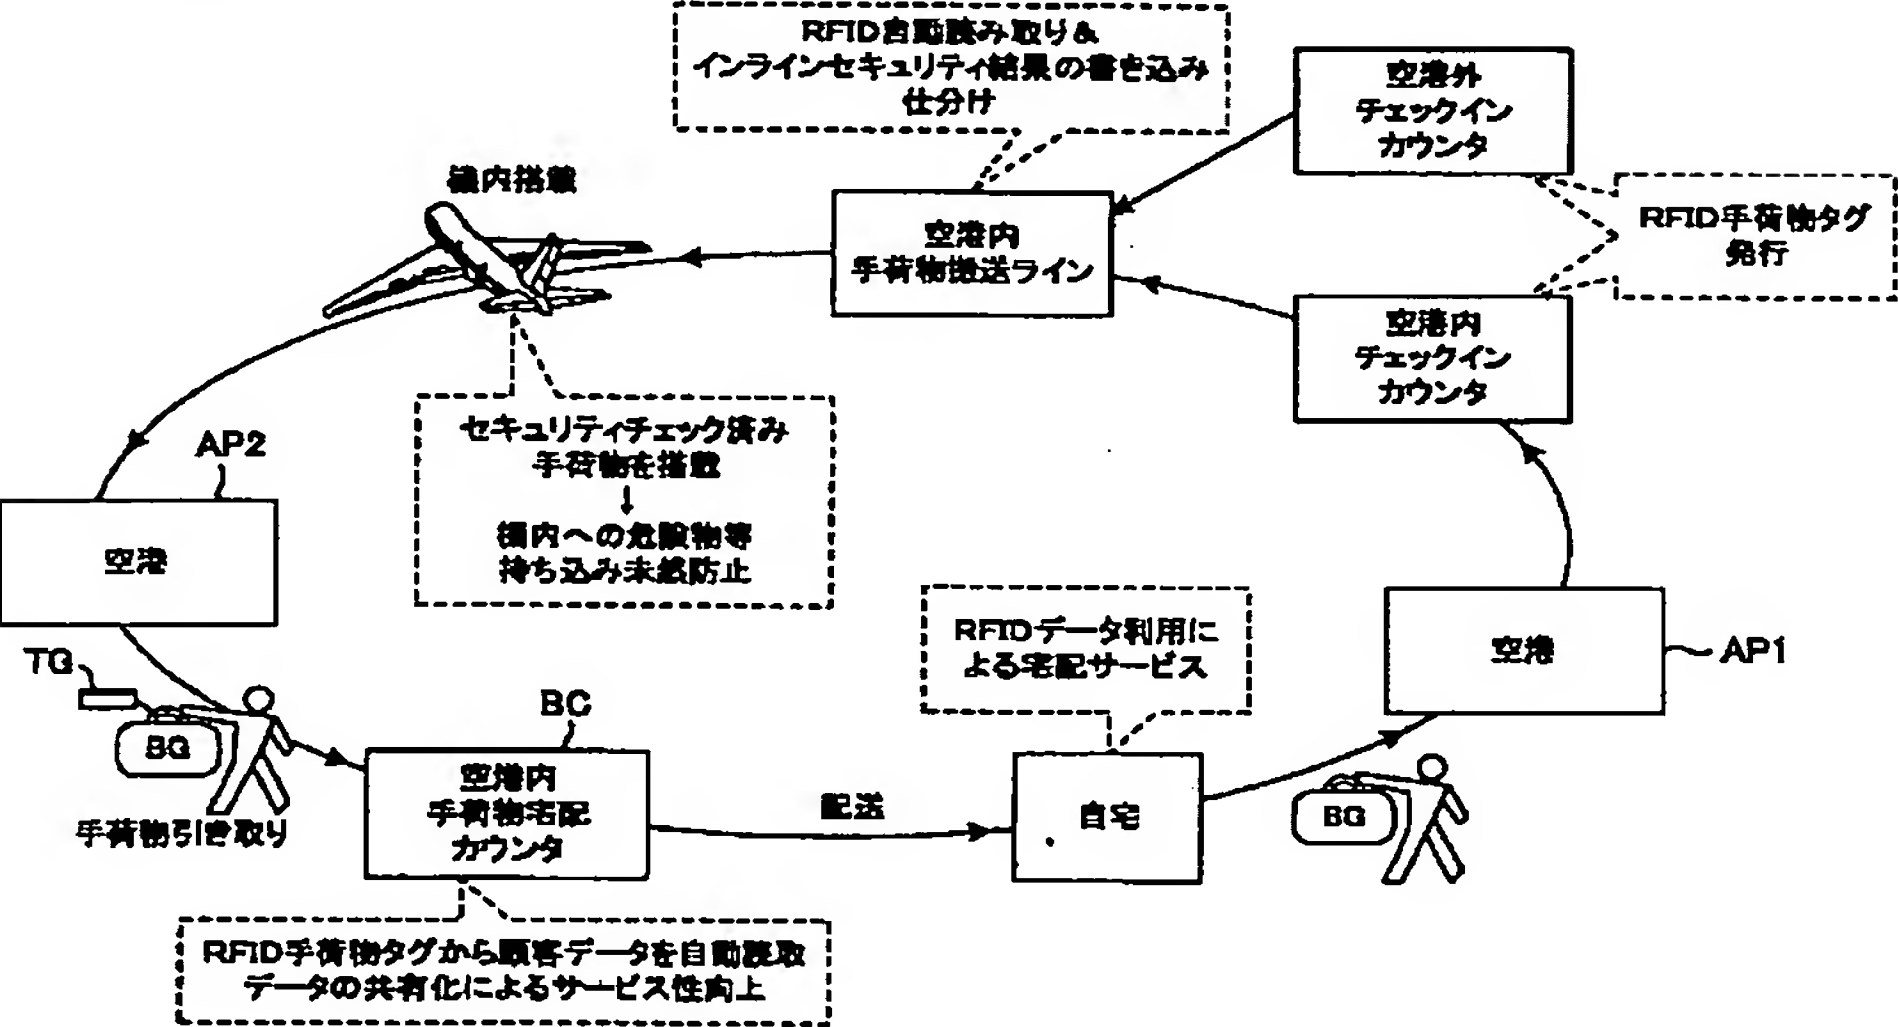 RFID自動読み取り&
インラインセキュリティ結果の書き込み
仕分け
空港外
チェックイン
カウンタ
機内搭載
空港内
手荷物搬送ライン
RFID手荷物タグ
発行
空港内
チェックイン
カウンタ
セキュリティチェック済み
手荷物を搭載
↓
機内への危険物等
持ち込み未然防止
AP2
空港
RFIDデータ利用に
よる宅配サービス
空港
AP1
TG
BG
手荷物引き取り
BC
空港内
手荷物宅配
カウンタ
配送
自宅
BG
RFID手荷物タグから顧客データを自動読取
データの共有化によるサービス性向上